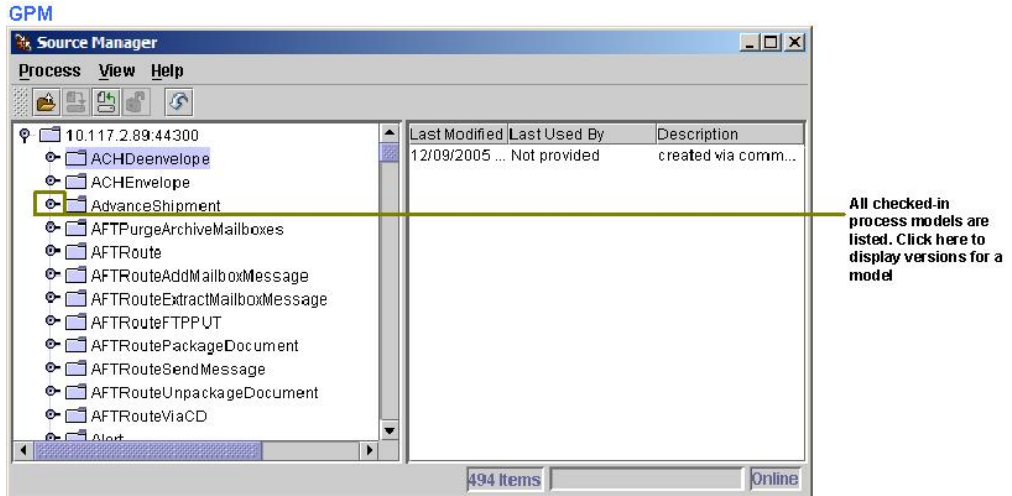 GPM
Source Manager
Process View Help
10.117.2.89:44300
ACHDeenvelope
ACHEnvelope
AdvanceShipment
AFTPurgeArchiveMailboxes
AFTRoute
AFTRouteAddMailboxMessage
AFTRouteExtractMailboxMessage
AFTRouteFTPPUT
AFTRoutePackageDocument
AFTRouteSendMessage
AFTRouteUnpackageDocument
AFTRouteViaCD
Alert
Last Modified Last Used By Description
12/09/2005 ... Not provided created via comm...
All checked-in
process models are
listed. Click here to
display versions for a
model
494 Items
Online